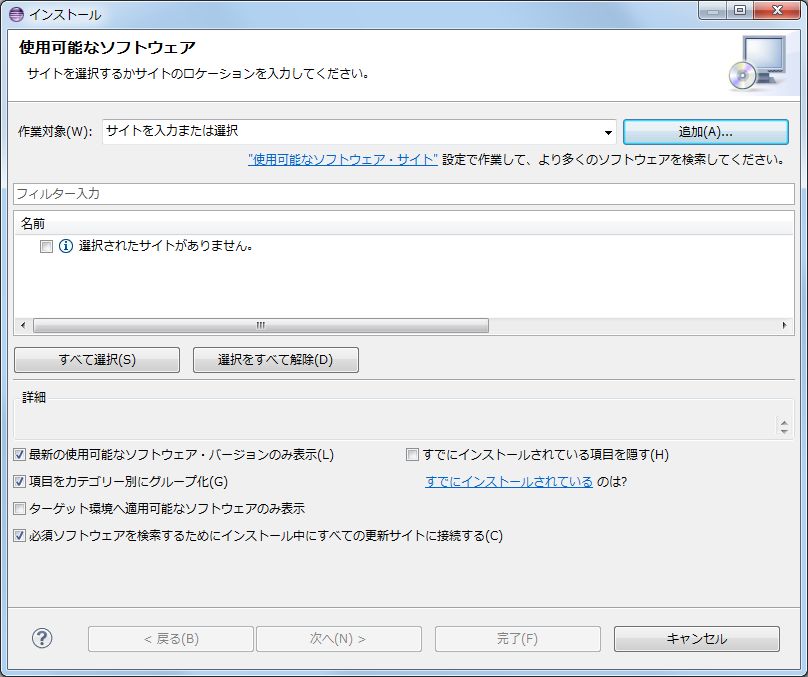 インストール
使用可能なソフトウェア
サイトを選択するかサイトのロケーションを入力してください。
作業対象(W): サイトを入力または選択 追加(A)...
"使用可能なソフトウェア・サイト" 設定で作業して、より多くのソフトウェアを検索してください。
フィルター入力
名前
選択されたサイトがありません。
すべて選択(S) 選択をすべて解除(D)
詳細
最新の使用可能なソフトウェア・バージョンのみ表示(L) すでにインストールされている項目を隠す(H)
項目をカテゴリー別にグループ化(G) すでにインストールされている のは?
ターゲット環境へ適用可能なソフトウェアのみ表示
必須ソフトウェアを検索するためにインストール中にすべての更新サイトに接続する(C)
? < 戻る(B) 次へ(N) > 完了(F) キャンセル